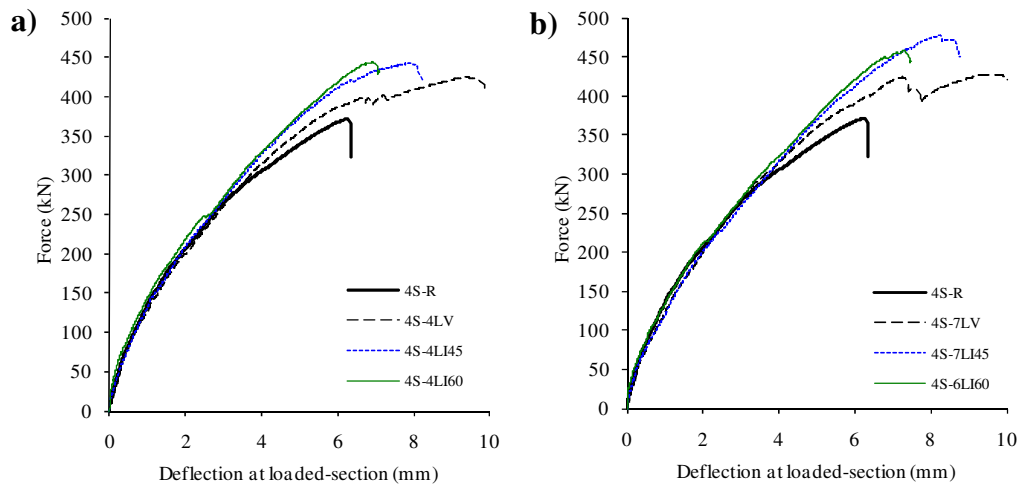 a)
500
450
400
350
300
250
200
150
100
50
0
Force (kN)
4S-R
4S-4LV
4S-4LI45
4S-4LI60
0 2 4 6 8 10
Deflection at loaded-section (mm)
b)
500
450
400
350
300
250
200
150
100
50
0
Force (kN)
4S-R
4S-7LV
4S-7LI45
4S-6LI60
0 2 4 6 8 10
Deflection at loaded-section (mm)